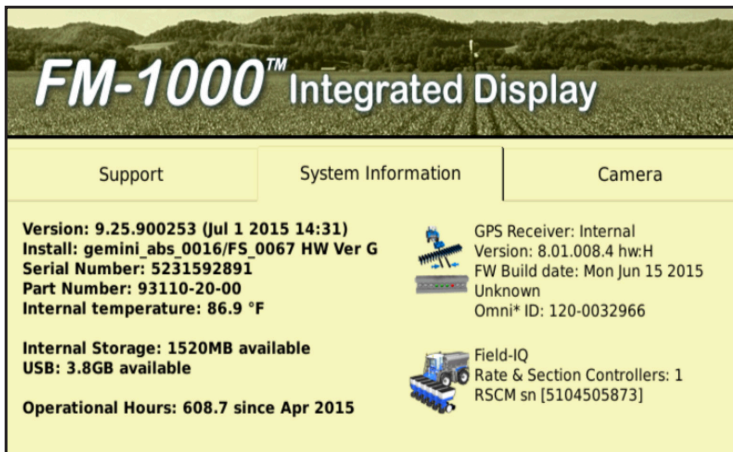 FM-1000™ Integrated Display
Support
System Information
Camera
Version: 9.25.900253 (Jul 1 2015 14:31)
Install: gemini_abs_0016/FS_0067 HW Ver G
Serial Number: 5231592891
Part Number: 93110-20-00
Internal temperature: 86.9 °F
Internal Storage: 1520MB available
USB: 3.8GB available
Operational Hours: 608.7 since Apr 2015
GPS Receiver: Internal
Version: 8.01.008.4 hw:H
FW Build date: Mon Jun 15 2015
Unknown
Omni* ID: 120-0032966
Field-IQ
Rate & Section Controllers: 1
RSCM sn [5104505873]